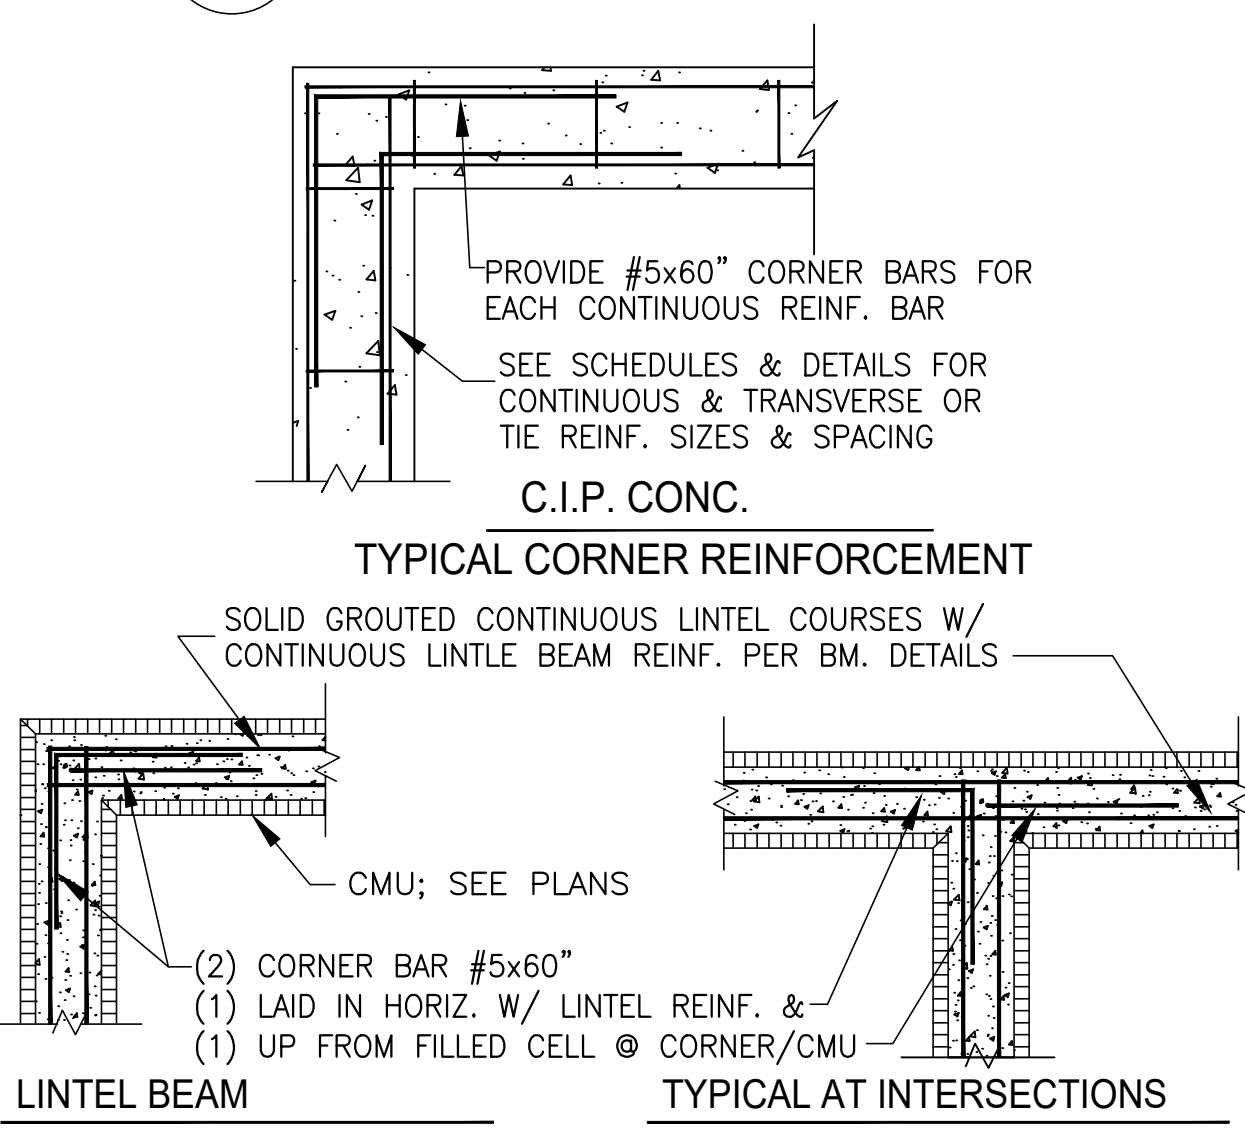 PROVIDE #5x60” CORNER BARS FOR
EACH CONTINUOUS REINF. BAR
SEE SCHEDULES & DETAILS FOR
CONTINUOUS & TRANSVERSE OR
TIE REINF. SIZES & SPACING
C.I.P. CONC.
TYPICAL CORNER REINFORCEMENT
SOLID GROUTED CONTINUOUS LINTEL COURSES W/
CONTINUOUS LINTLE BEAM REINF. PER BM. DETAILS
CMU; SEE PLANS
(2) CORNER BAR #5x60”
(1) LAID IN HORIZ. W/ LINTEL REINF. &
(1) UP FROM FILLED CELL @ CORNER/CMU
LINTEL BEAM
TYPICAL AT INTERSECTIONS